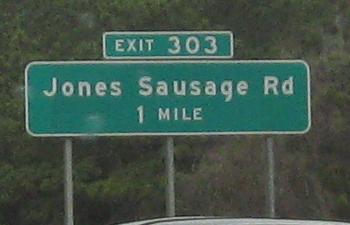 EXIT 303
Jones Sausage Rd
1 MILE